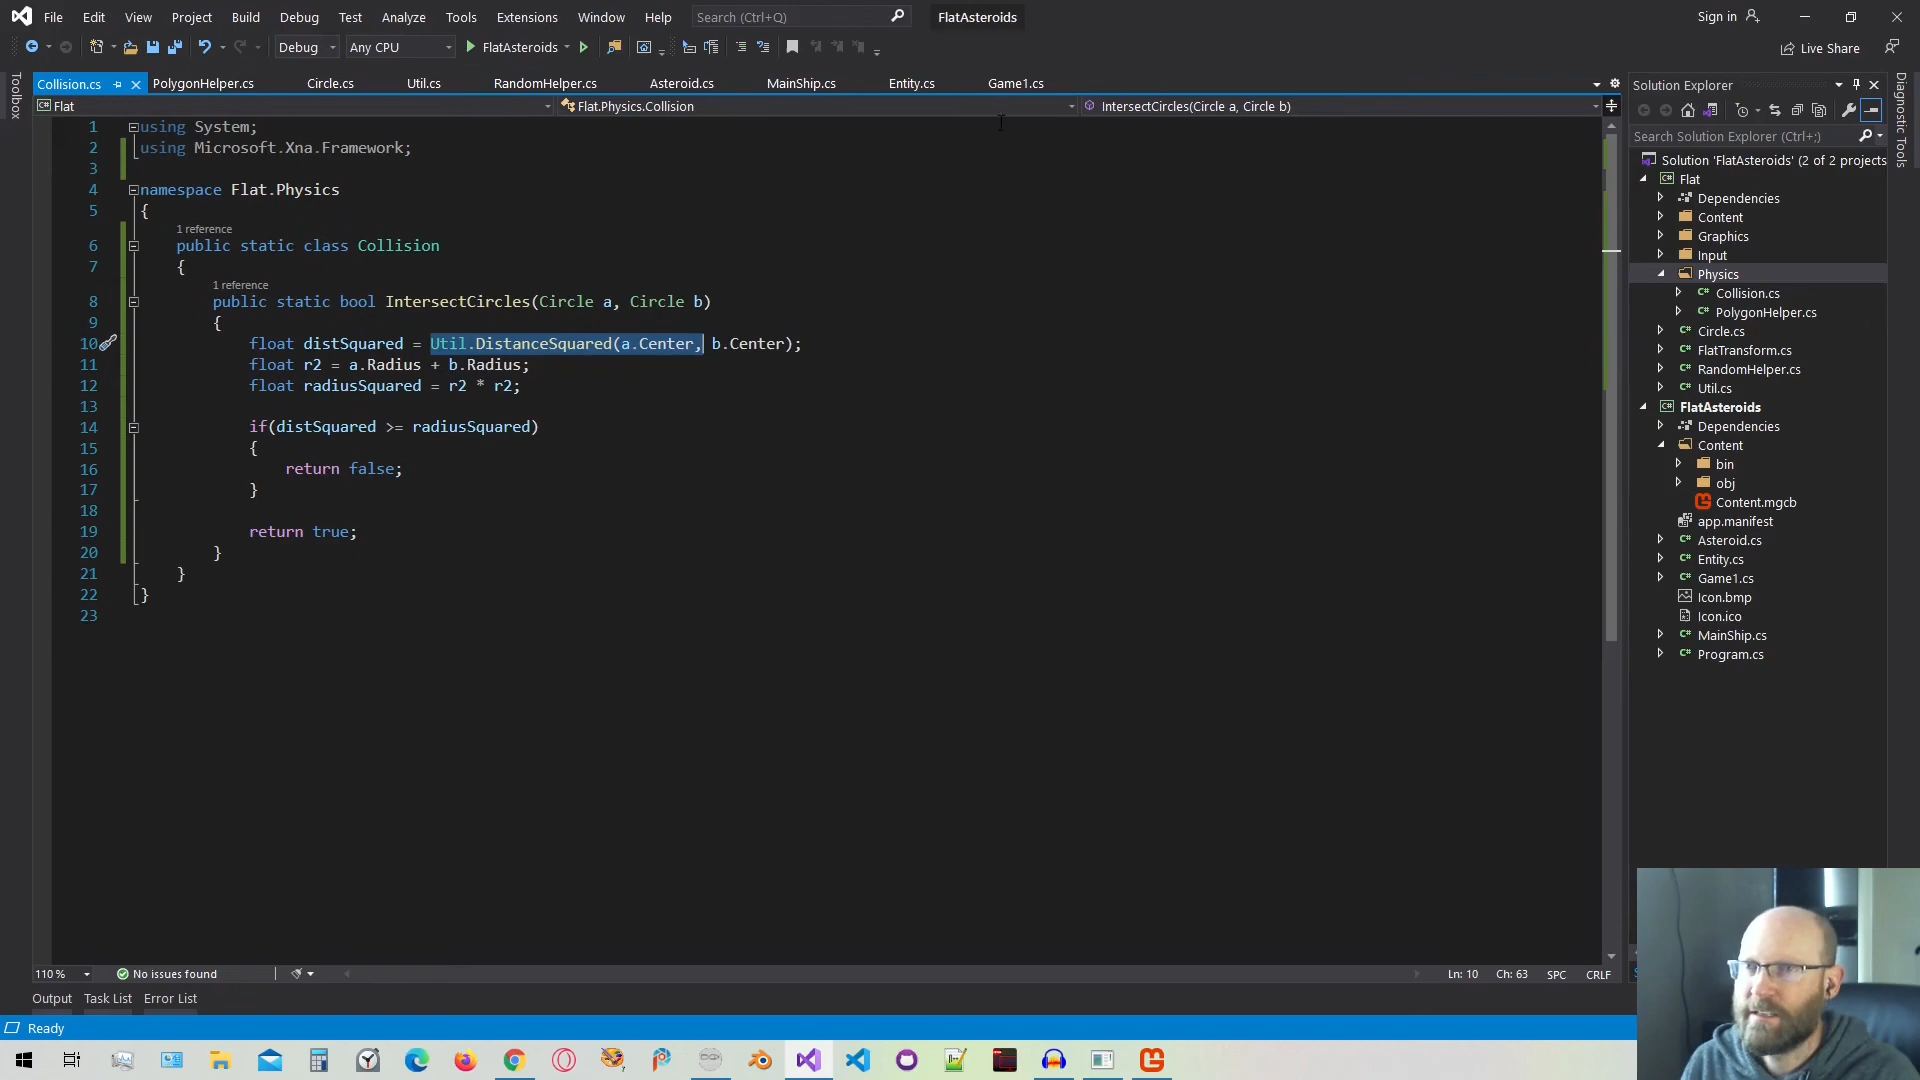 File Edit View Project Build Debug Test Analyze Tools Extensions Window Help Search (Ctrl+Q) FlatAsteroids Sign in
Debug Any CPU FlatAsteroids Live Share
Collision.cs PolygonHelper.cs Circle.cs Util.cs RandomHelper.cs Asteroid.cs MainShip.cs Entity.cs Game1.cs
Flat Flat.Physics.Collision IntersectCircles(Circle a, Circle b)
Toolbox
1 using System;
2 using Microsoft.Xna.Framework;
3
4 namespace Flat.Physics
5 {
1 reference
6 public static class Collision
7 {
1 reference
8 public static bool IntersectCircles(Circle a, Circle b)
9 {
10 float distSquared = Util.DistanceSquared(a.Center, b.Center);
11 float r2 = a.Radius + b.Radius;
12 float radiusSquared = r2 * r2;
13
14 if(distSquared >= radiusSquared)
15 {
16 return false;
17 }
18
19 return true;
20 }
21 }
22 }
23
110 % No issues found Ln: 10 Ch: 63 SPC CRLF
Output Task List Error List
Ready
Solution Explorer
Search Solution Explorer (Ctrl+;)
Solution 'FlatAsteroids' (2 of 2 projects
Flat
Dependencies
Content
Graphics
Input
Physics
Collision.cs
PolygonHelper.cs
Circle.cs
FlatTransform.cs
RandomHelper.cs
Util.cs
FlatAsteroids
Dependencies
Content
bin
obj
Content.mgcb
app.manifest
Asteroid.cs
Entity.cs
Game1.cs
Icon.bmp
Icon.ico
MainShip.cs
Program.cs
Diagnostic Tools